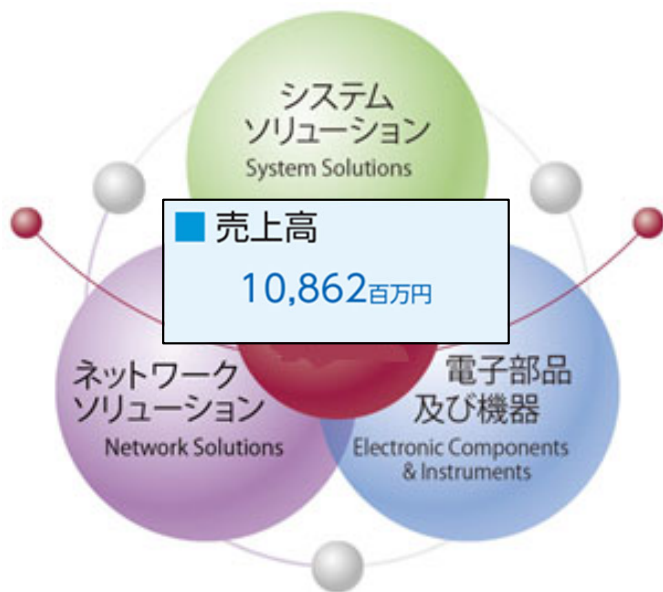 システム
ソリューション
System Solutions
■ 売上高
10,862百万円
ネットワーク
ソリューション
Network Solutions
電子部品
及び機器
Electronic Components
& Instruments